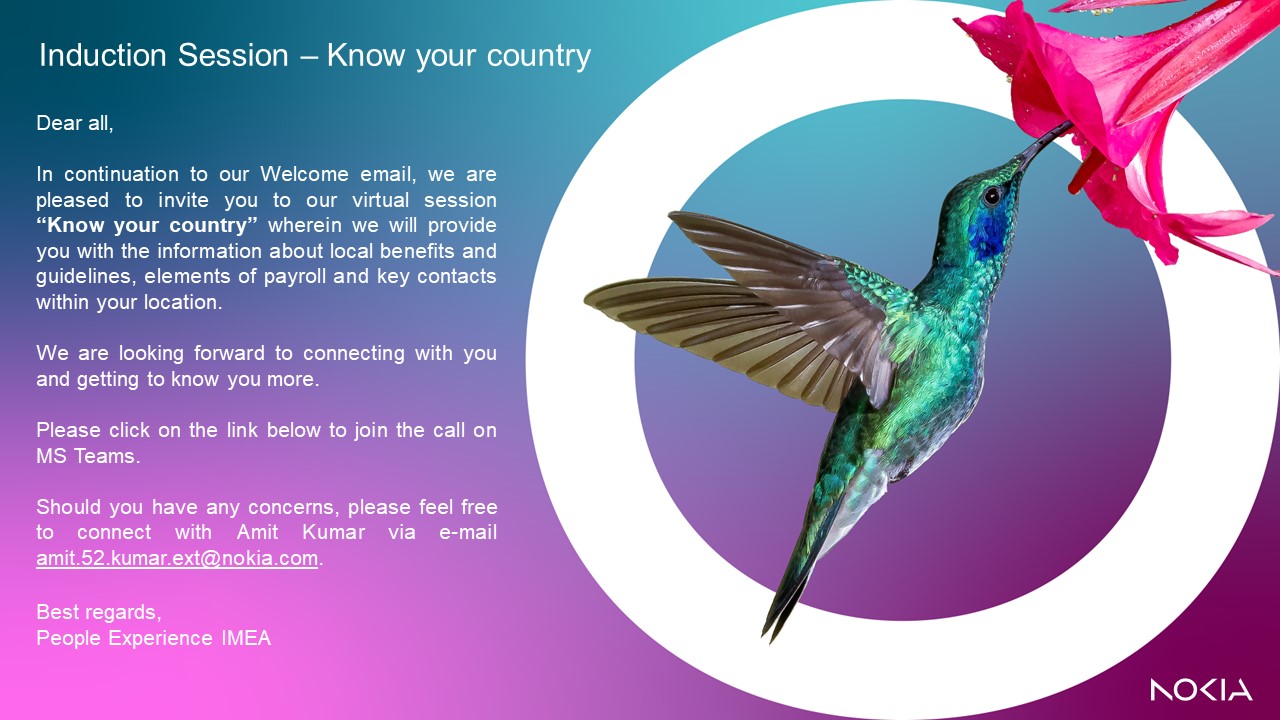 Induction Session – Know your country
Dear all,
In continuation to our Welcome email, we are
pleased to invite you to our virtual session
“Know your country” wherein we will provide
you with the information about local benefits and
guidelines, elements of payroll and key contacts
within your location.
We are looking forward to connecting with you
and getting to know you more.
Please click on the link below to join the call on
MS Teams.
Should you have any concerns, please feel free
to connect with Amit Kumar via e-mail
amit.52.kumar.ext@nokia.com.
Best regards,
People Experience IMEA
NOKIA